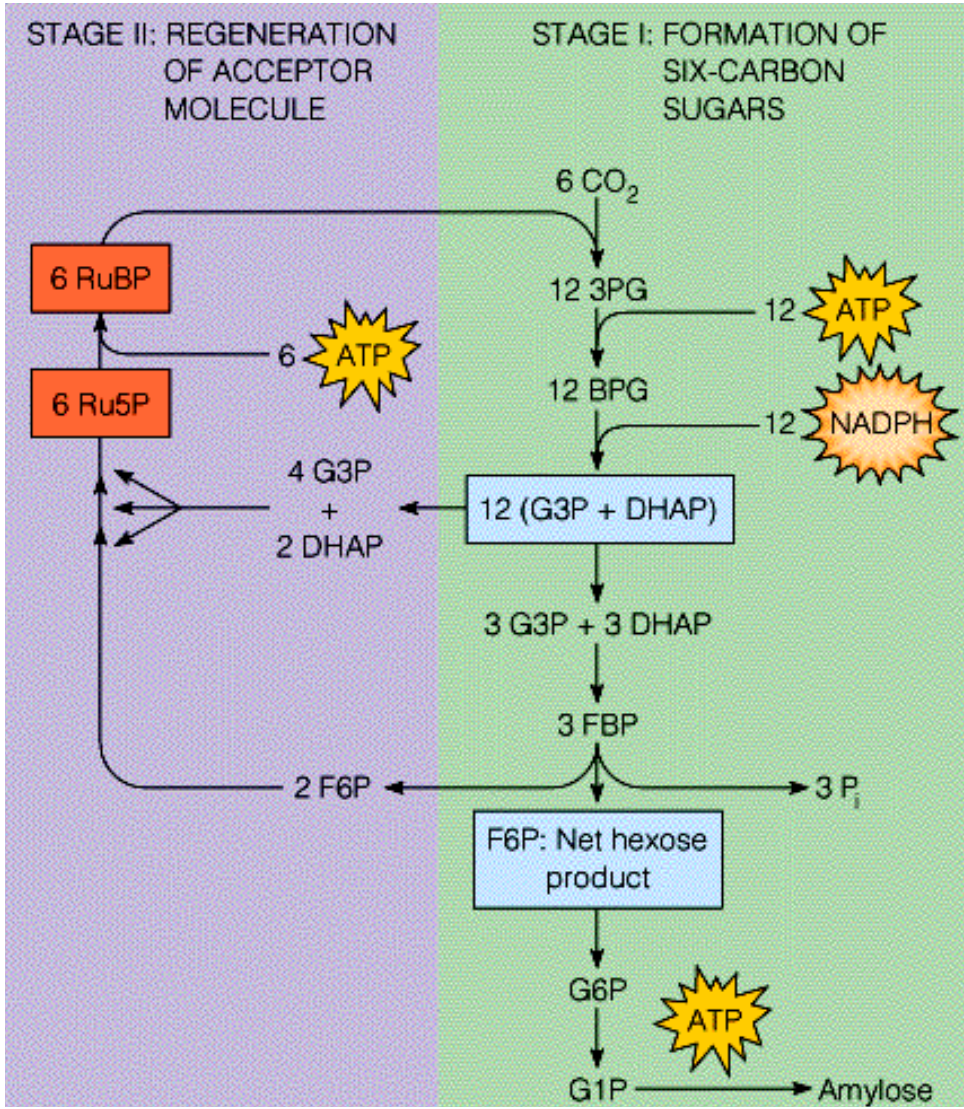 STAGE II: REGENERATION
OF ACCEPTOR
MOLECULE
STAGE I: FORMATION OF
SIX-CARBON
SUGARS
6 CO₂
6 RuBP
12 3PG
12 ATP
6 ATP
12 BPG
6 Ru5P
12 NADPH
4 G3P
+
2 DHAP
12 (G3P + DHAP)
3 G3P + 3 DHAP
3 FBP
2 F6P
3 Pᵢ
F6P: Net hexose
product
G6P
ATP
G1P
Amylose